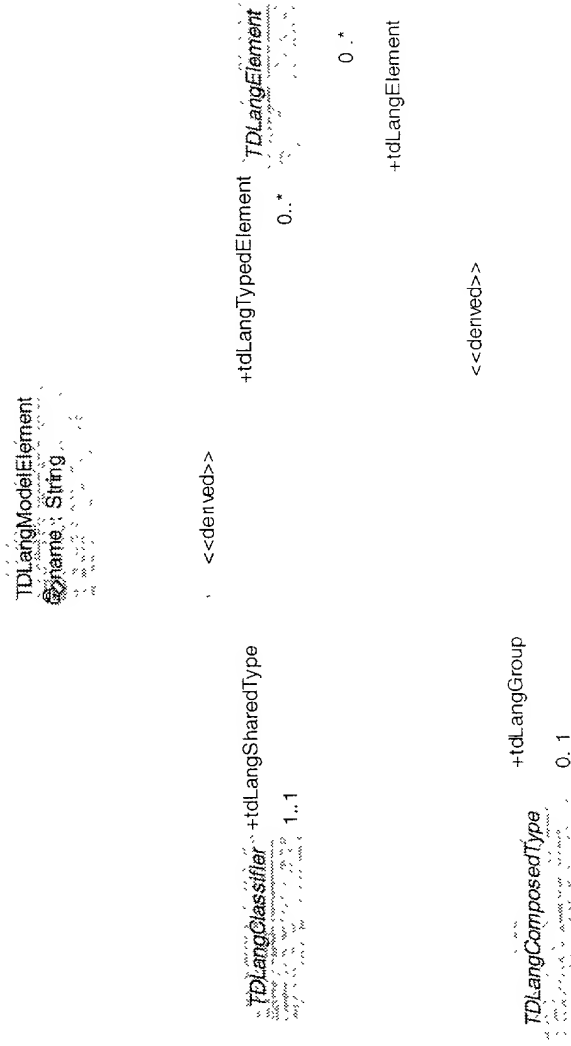 TDLangModelElement
name : String
<<derived>>
TDLangClassifier
+tdLangSharedType
1..1
+tdLangTypedElement
0..*
TDLangElement
0..*
+tdLangElement
<<derived>>
TDLangComposedType
+tdLangGroup
0..1